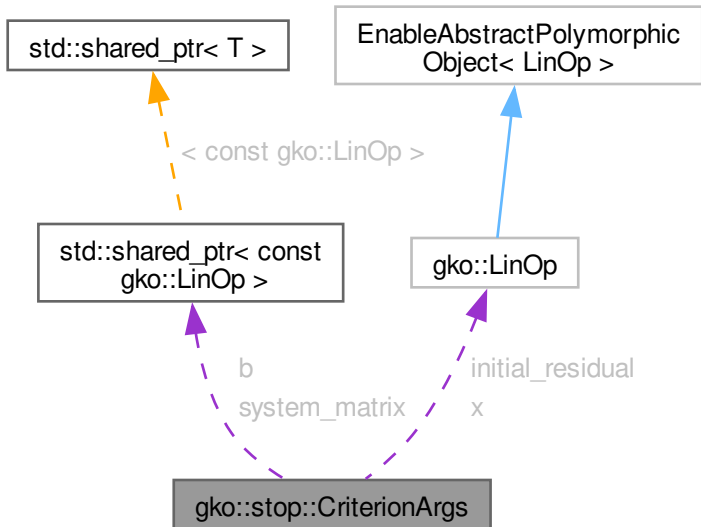 std::shared_ptr< T >
EnableAbstractPolymorphic
Object< LinOp >
< const gko::LinOp >
std::shared_ptr< const
gko::LinOp >
gko::LinOp
b
system_matrix
initial_residual
x
gko::stop::CriterionArgs